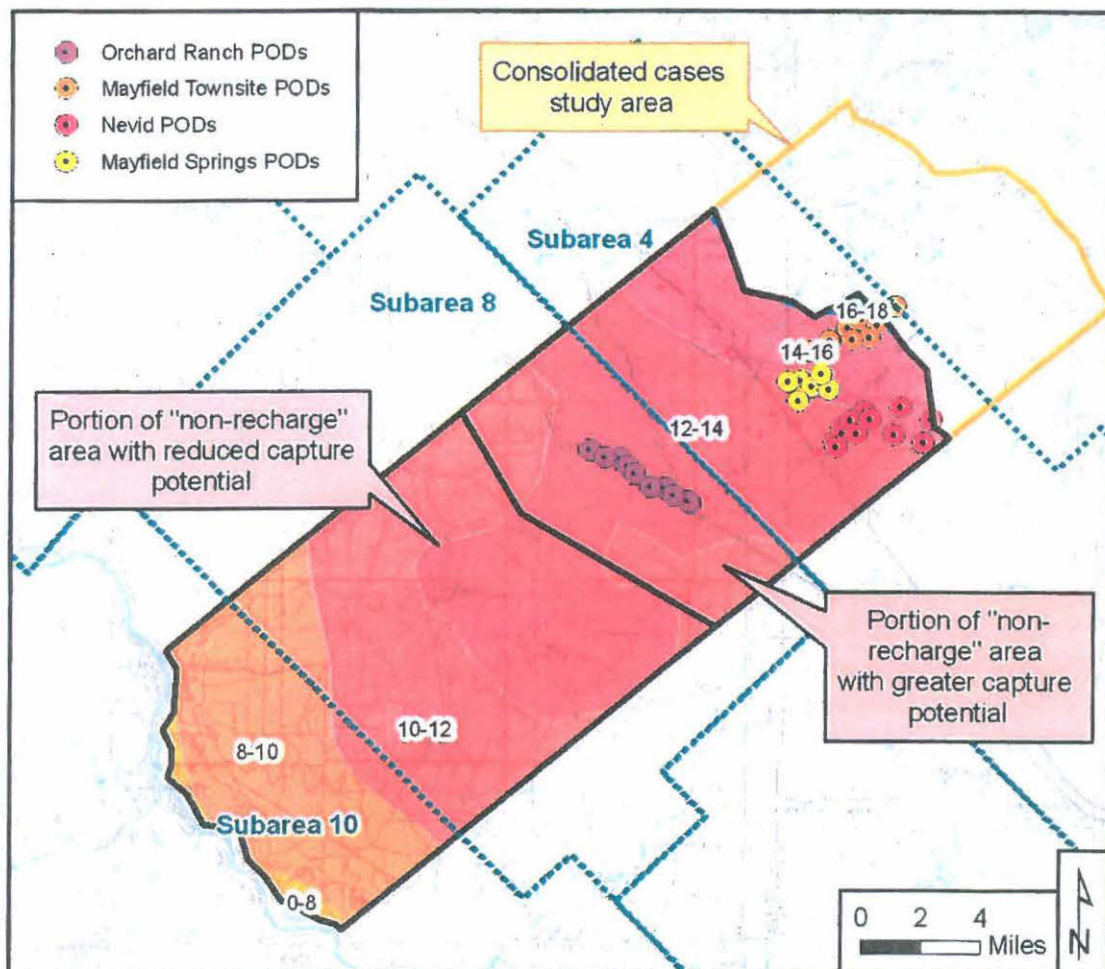 Orchard Ranch PODs
Mayfield Townsite PODs
Nevid PODs
Mayfield Springs PODs
Consolidated cases
study area
Subarea 4
Subarea 8
16-18
14-16
Portion of "non-recharge"
area with reduced capture
potential
12-14
Portion of "non-
recharge" area
with greater capture
potential
10-12
8-10
Subarea 10
0-8
0 2 4
Miles
N